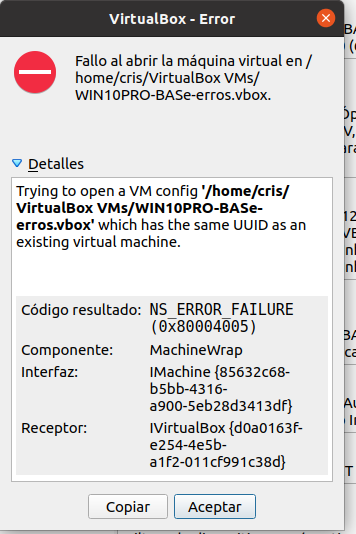 VirtualBox - Error
Fallo al abrir la máquina virtual en /
home/cris/VirtualBox VMs/
WIN10PRO-BASe-erros.vbox.
Detalles
Trying to open a VM config '/home/cris/
VirtualBox VMs/WIN10PRO-BASe-
erros.vbox' which has the same UUID as an
existing virtual machine.
Código resultado: NS_ERROR_FAILURE
(0x80004005)
Componente: MachineWrap
Interfaz: IMachine {85632c68-
b5bb-4316-
a900-5eb28d3413df}
Receptor: IVirtualBox {d0a0163f-
e254-4e5b-
a1f2-011cf991c38d}
Copiar Aceptar